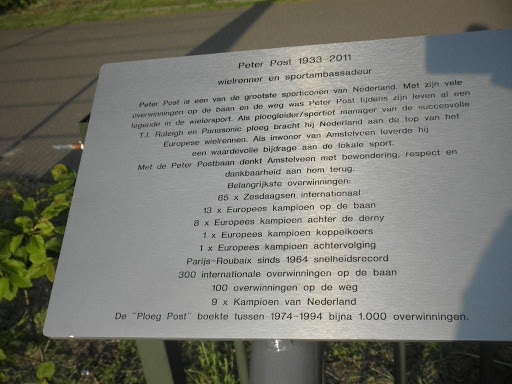 Peter Post 1933-2011
wielrenner en sportambassadeur
Peter Post is een van de grootste sporticonen van Nederland. Met zijn vele
overwinningen op de baan en de weg was Peter Post tijdens zijn leven al een
legende in de wielersport. Als ploegleider/sportief manager van de succesvolle
T.I. Raleigh en Panasonic ploeg bracht hij Nederland aan de top van het
Europese wielrennen. Als inwoner van Amstelveen leverde hij
een waardevolle bijdrage aan de lokale sport.
Met de Peter Postbaan denkt Amstelveen met bewondering, respect en
dankbaarheid aan hem terug.
Belangrijkste overwinningen:
65 x Zesdaagsen internationaal
13 x Europees kampioen op de baan
8 x Europees kampioen achter de derny
1 x Europees kampioen koppelkoers
1 x Europees kampioen achtervolging
Parijs-Roubaix sinds 1964 snelheidsrecord
300 internationale overwinningen op de baan
100 overwinningen op de weg
9 x Kampioen van Nederland
De "Ploeg Post" boekte tussen 1974-1994 bijna 1.000 overwinningen.